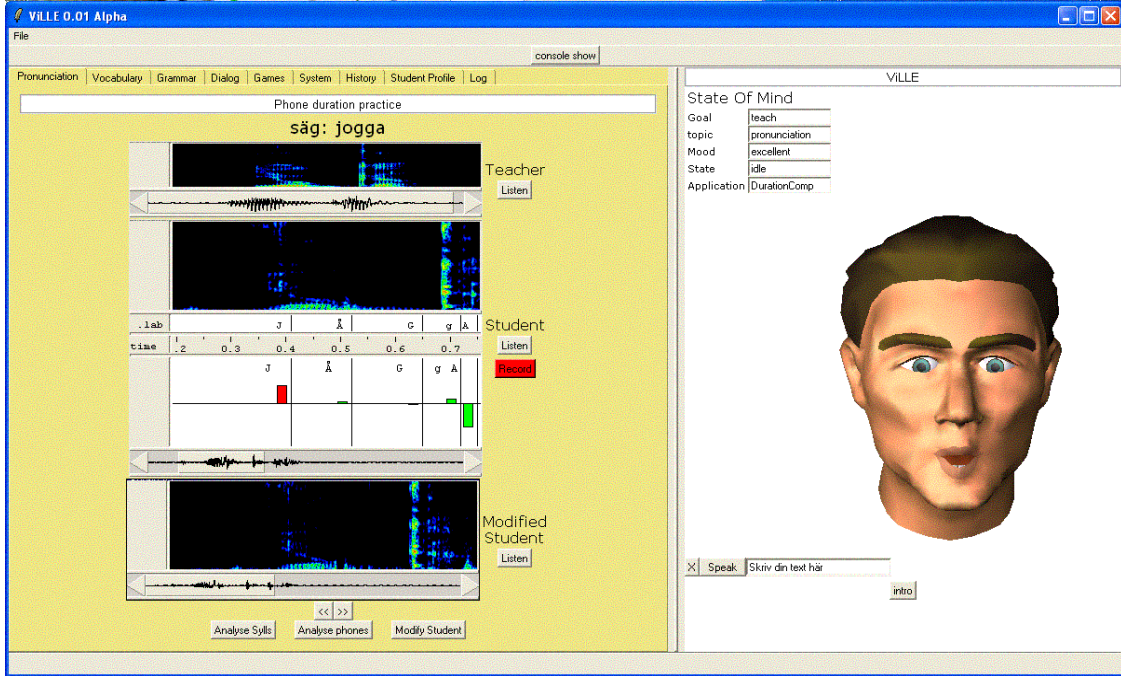 ViLLE 0.01 Alpha
File
console show
Pronunciation Vocabulary Grammar Dialog Games System History Student Profile Log
Phone duration practice
säg: jogga
Teacher
Listen
.lab J Å G g A
Student
time .2 0.3 0.4 0.5 0.6 0.7
Listen
J Å G g A
Record
Modified
Student
Listen
<< >>
Analyse Sylls Analyse phones Modify Student
ViLLE
State Of Mind
Goal teach
topic pronunciation
Mood excellent
State idle
Application DurationComp
X Speak Skriv din text här
intro